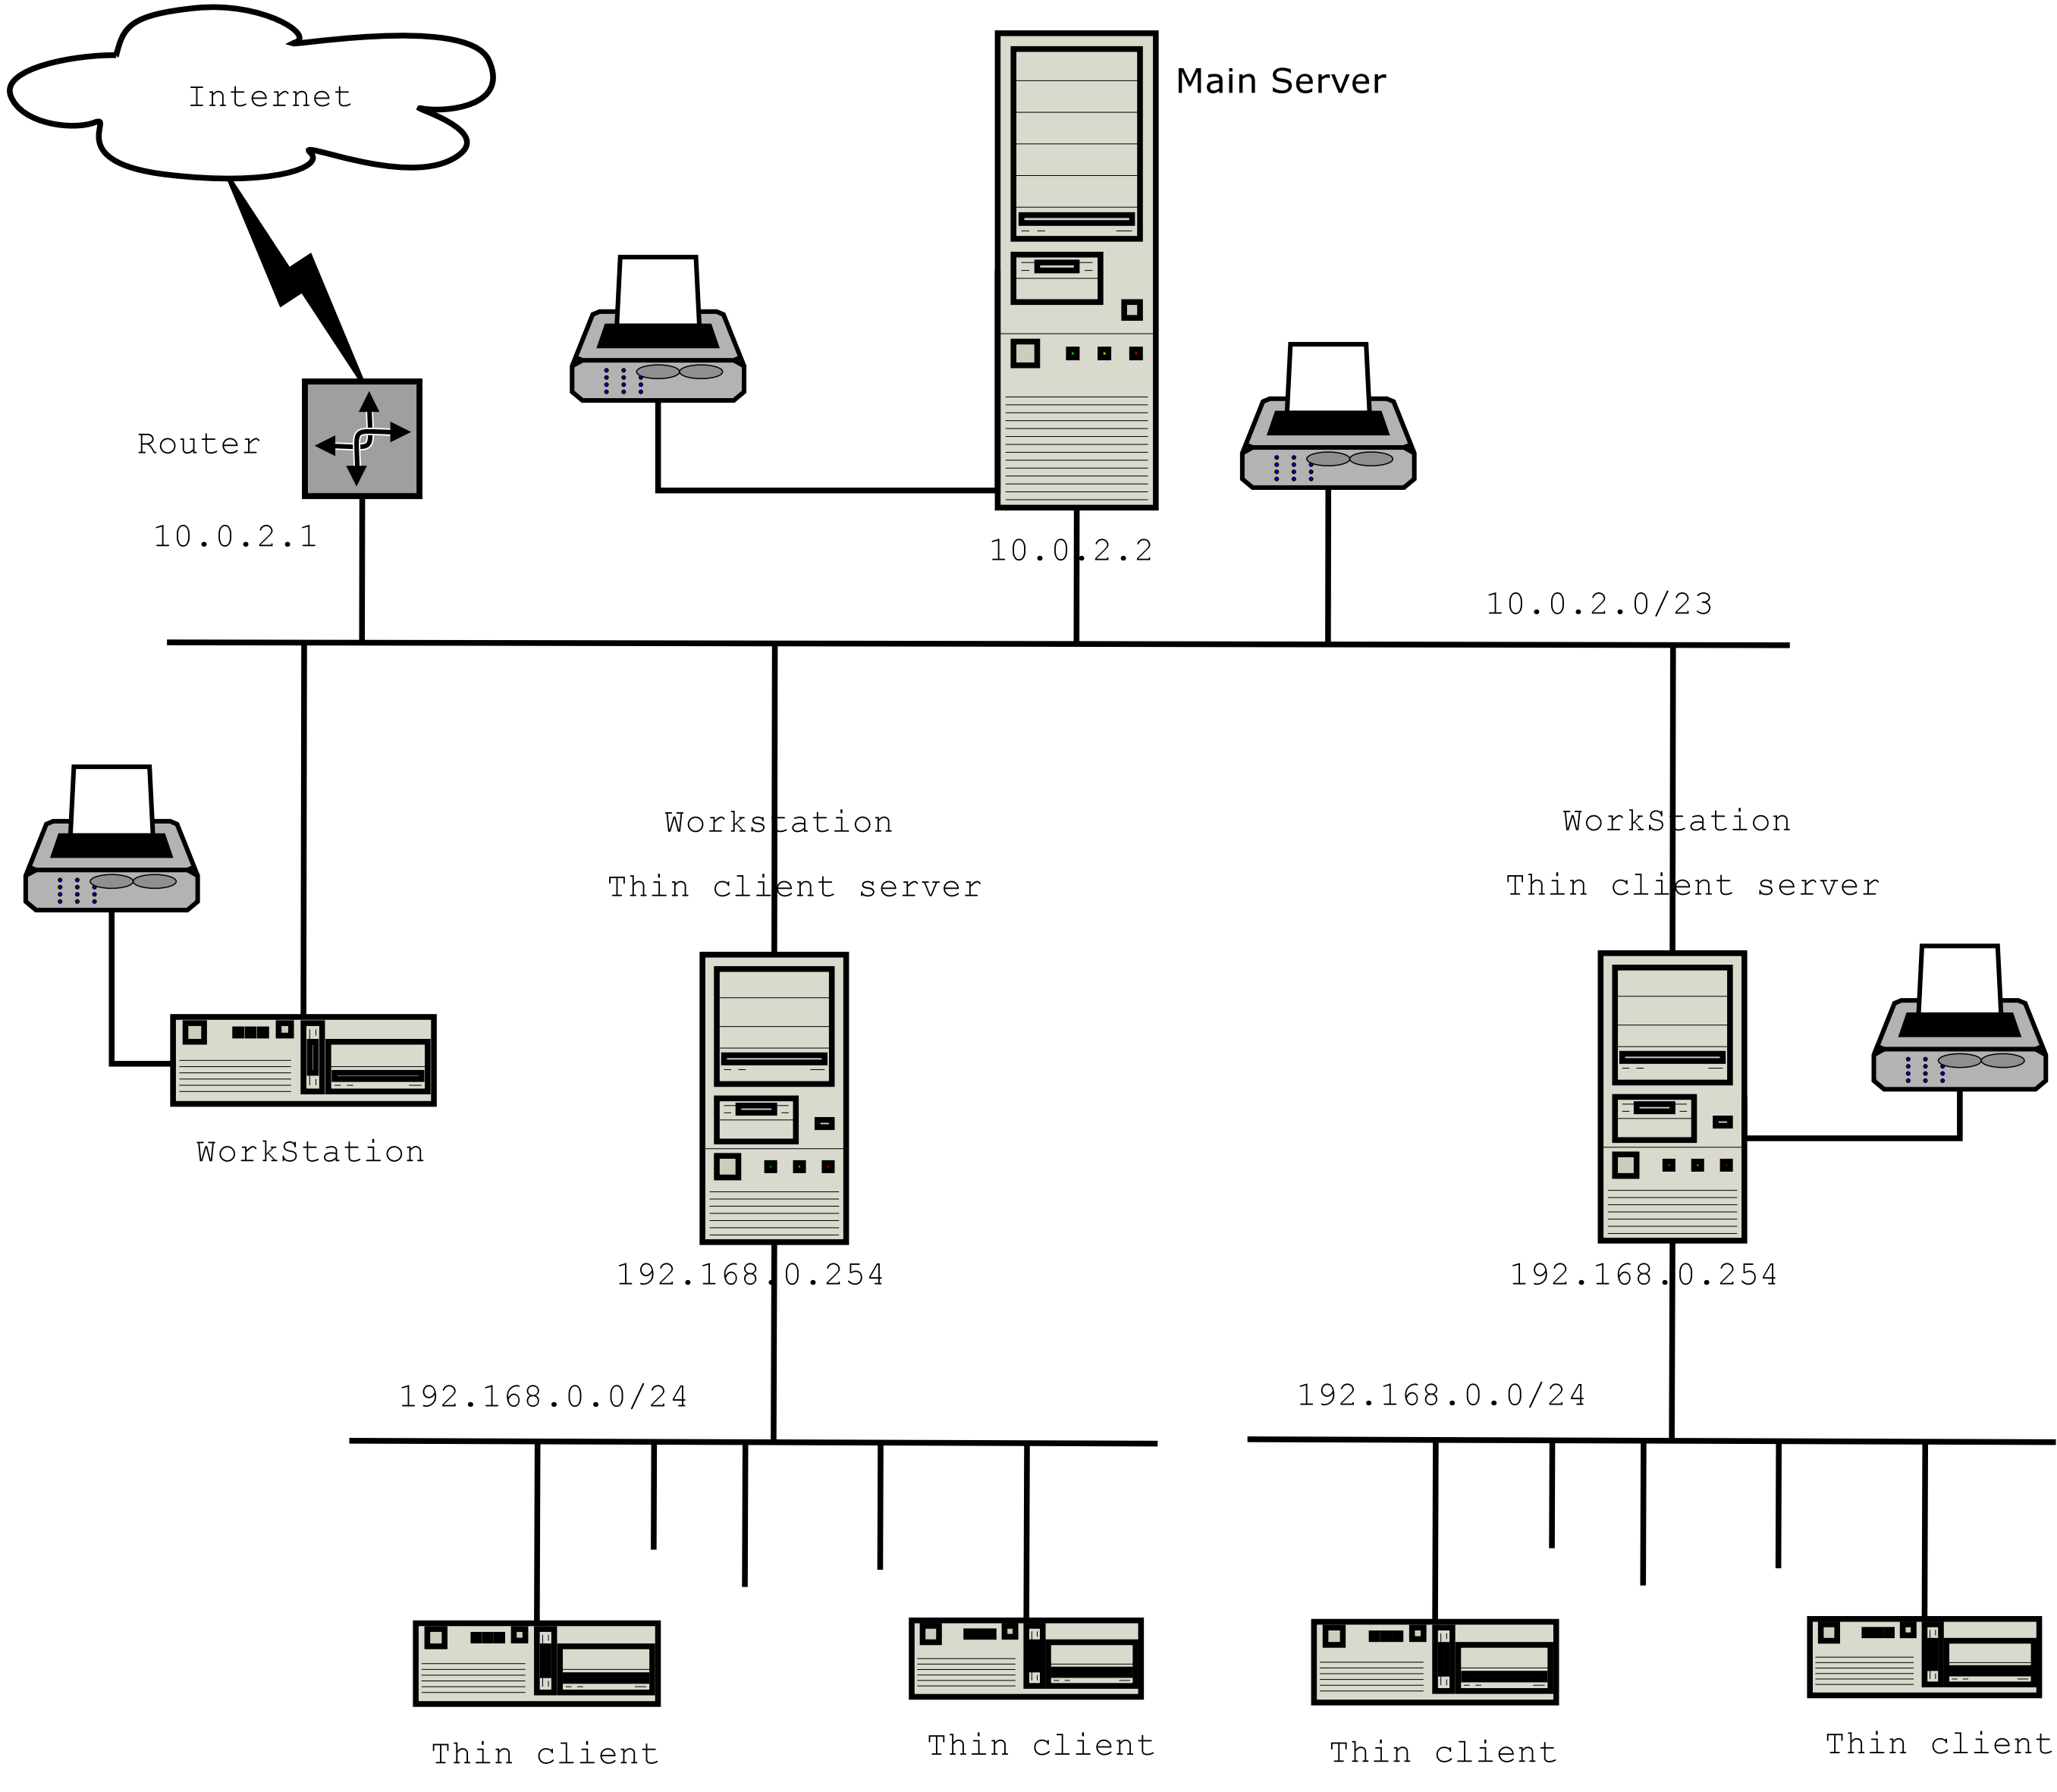 Internet
Main Server
Router
10.0.2.1
10.0.2.2
10.0.2.0/23
Workstation
Thin client server
WorkStation
Thin client server
WorkStation
192.168.0.254
192.168.0.254
192.168.0.0/24
192.168.0.0/24
Thin client
Thin client
Thin client
Thin client